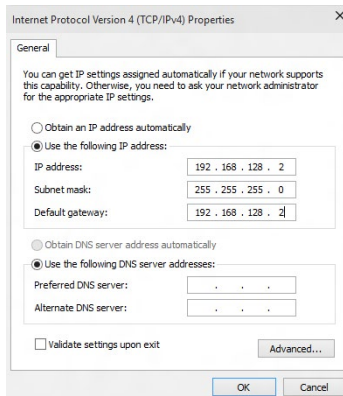 Internet Protocol Version 4 (TCP/IPv4) Properties
General
You can get IP settings assigned automatically if your network supports
this capability. Otherwise, you need to ask your network administrator
for the appropriate IP settings.
Obtain an IP address automatically
Use the following IP address:
IP address: 192 . 168 . 128 . 2
Subnet mask: 255 . 255 . 255 . 0
Default gateway: 192 . 168 . 128 . 2
Obtain DNS server address automatically
Use the following DNS server addresses:
Preferred DNS server: . . .
Alternate DNS server: . . .
Validate settings upon exit
Advanced...
OK Cancel